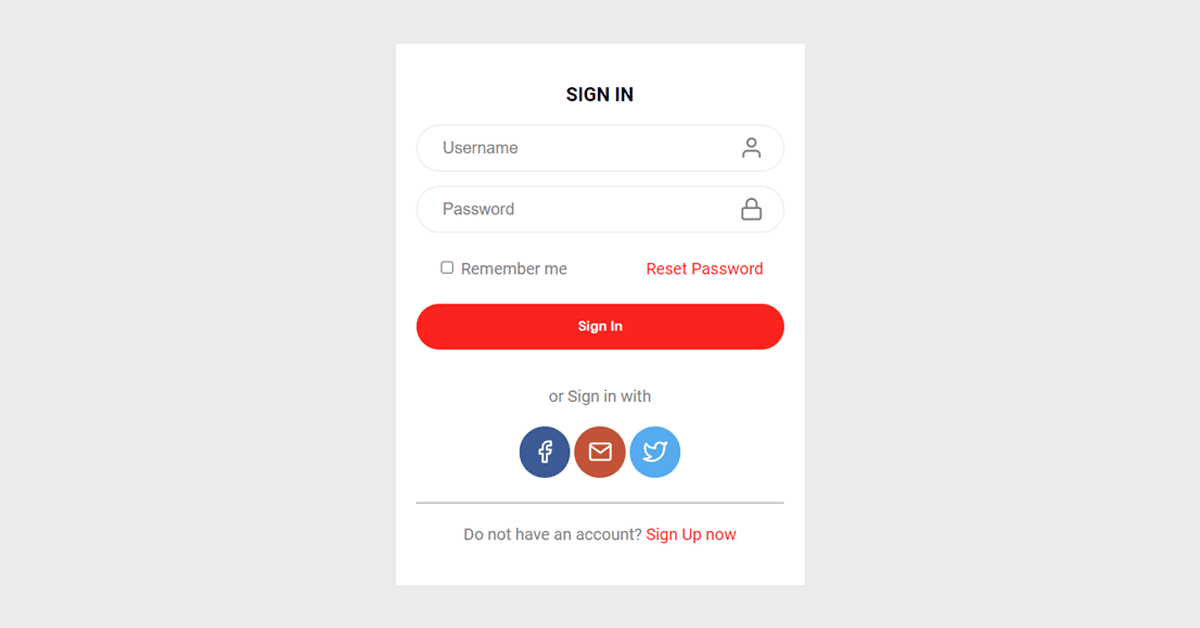 SIGN IN
Username
Password
Remember me Reset Password
Sign In
or Sign in with
Do not have an account? Sign Up now